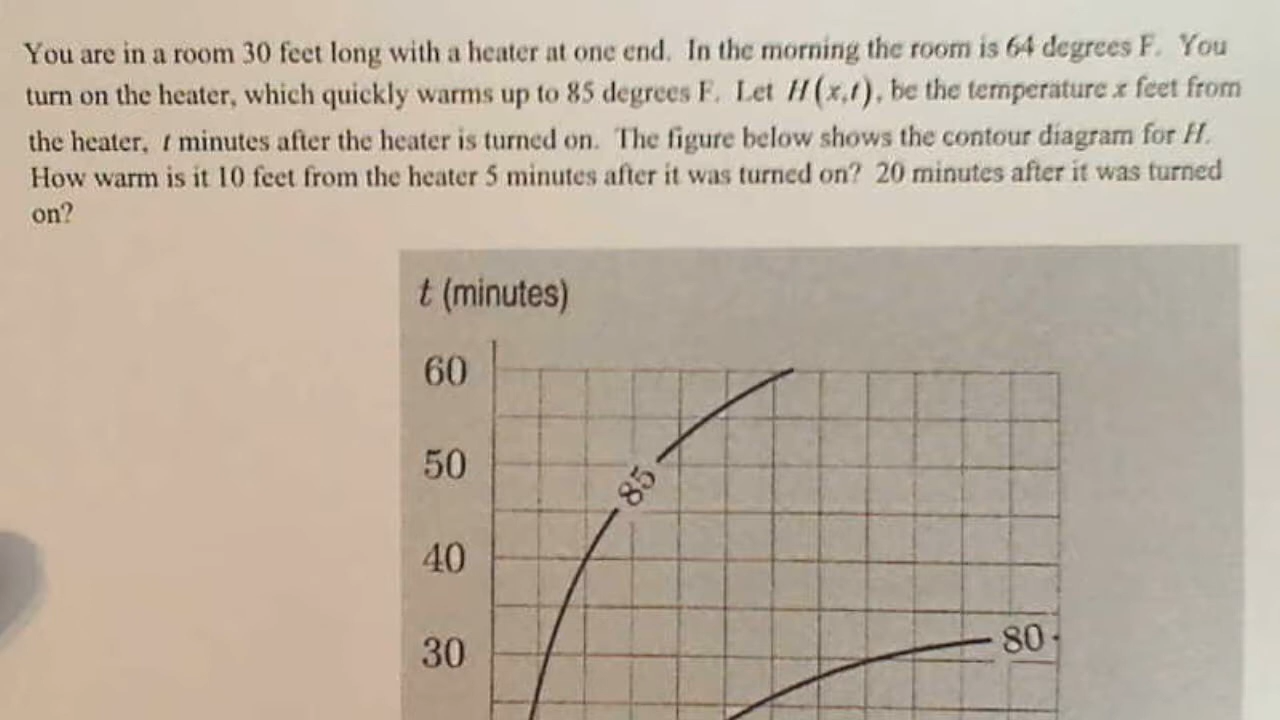 You are in a room 30 feet long with a heater at one end. In the morning the room is 64 degrees F. You
turn on the heater, which quickly warms up to 85 degrees F. Let H(x,t), be the temperature x feet from
the heater, t minutes after the heater is turned on. The figure below shows the contour diagram for H.
How warm is it 10 feet from the heater 5 minutes after it was turned on? 20 minutes after it was turned
on?
t (minutes)
60
50
85
40
30
80